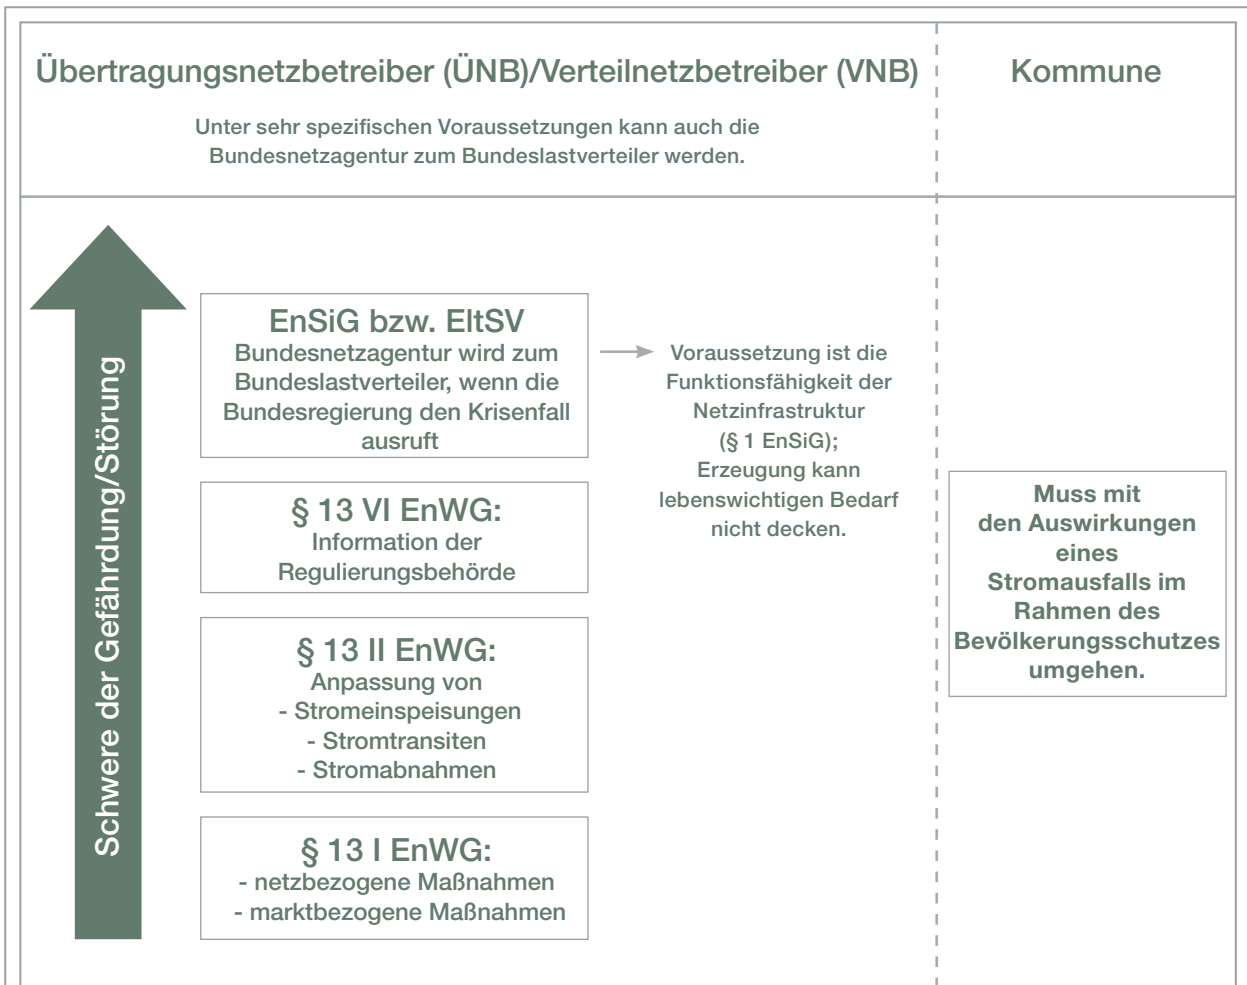 Übertragungsnetzbetreiber (ÜNB)/Verteilnetzbetreiber (VNB)
Unter sehr spezifischen Voraussetzungen kann auch die
Bundesnetzagentur zum Bundeslastverteiler werden.
Kommune
Schwere der Gefährdung/Störung
EnSiG bzw. EltSV
Bundesnetzagentur wird zum
Bundeslastverteiler, wenn die
Bundesregierung den Krisenfall
ausruft
Voraussetzung ist die
Funktionsfähigkeit der
Netzinfrastruktur
(§ 1 EnSiG);
Erzeugung kann
lebenswichtigen Bedarf
nicht decken.
§ 13 VI EnWG:
Information der
Regulierungsbehörde
§ 13 II EnWG:
Anpassung von
- Stromeinspeisungen
- Stromtransiten
- Stromabnahmen
§ 13 I EnWG:
- netzbezogene Maßnahmen
- marktbezogene Maßnahmen
Muss mit
den Auswirkungen
eines
Stromausfalls im
Rahmen des
Bevölkerungsschutzes
umgehen.